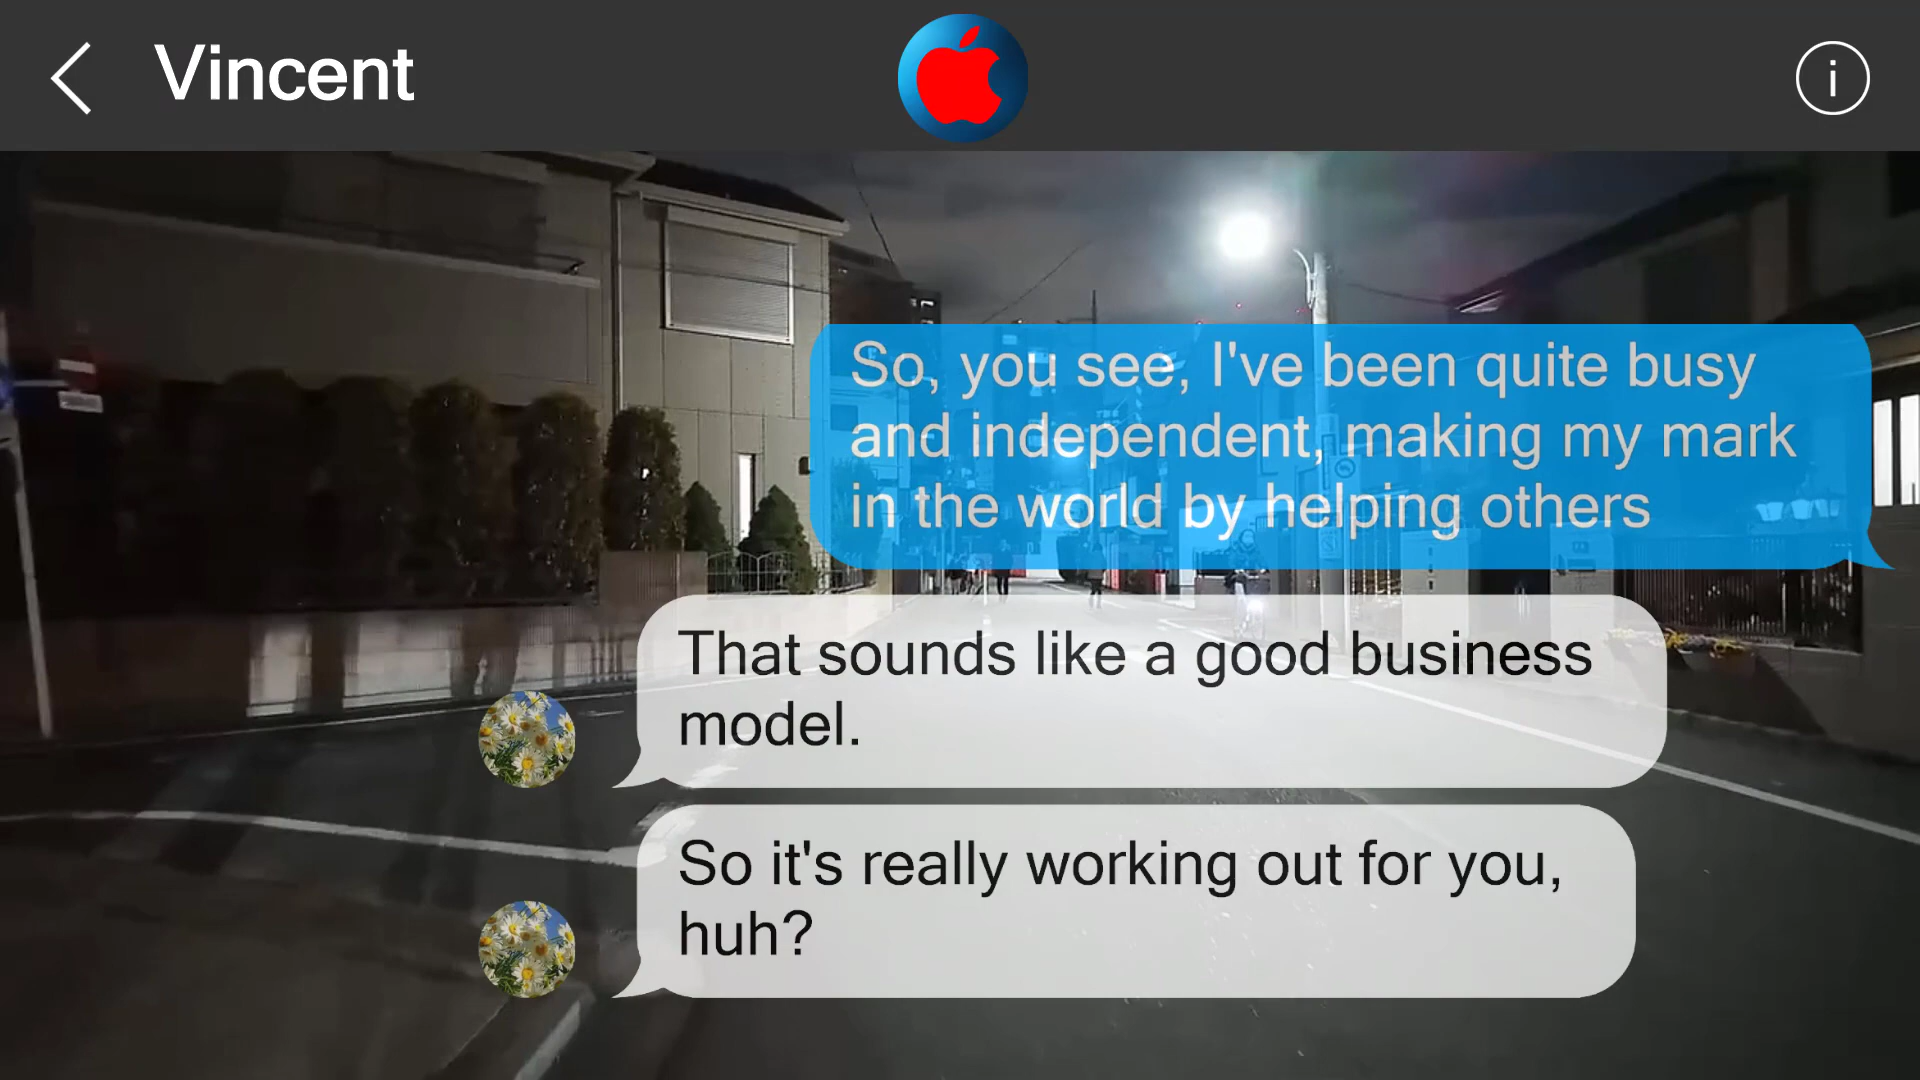 Vincent
So, you see, I've been quite busy
and independent, making my mark
in the world by helping others
That sounds like a good business
model.
So it's really working out for you,
huh?